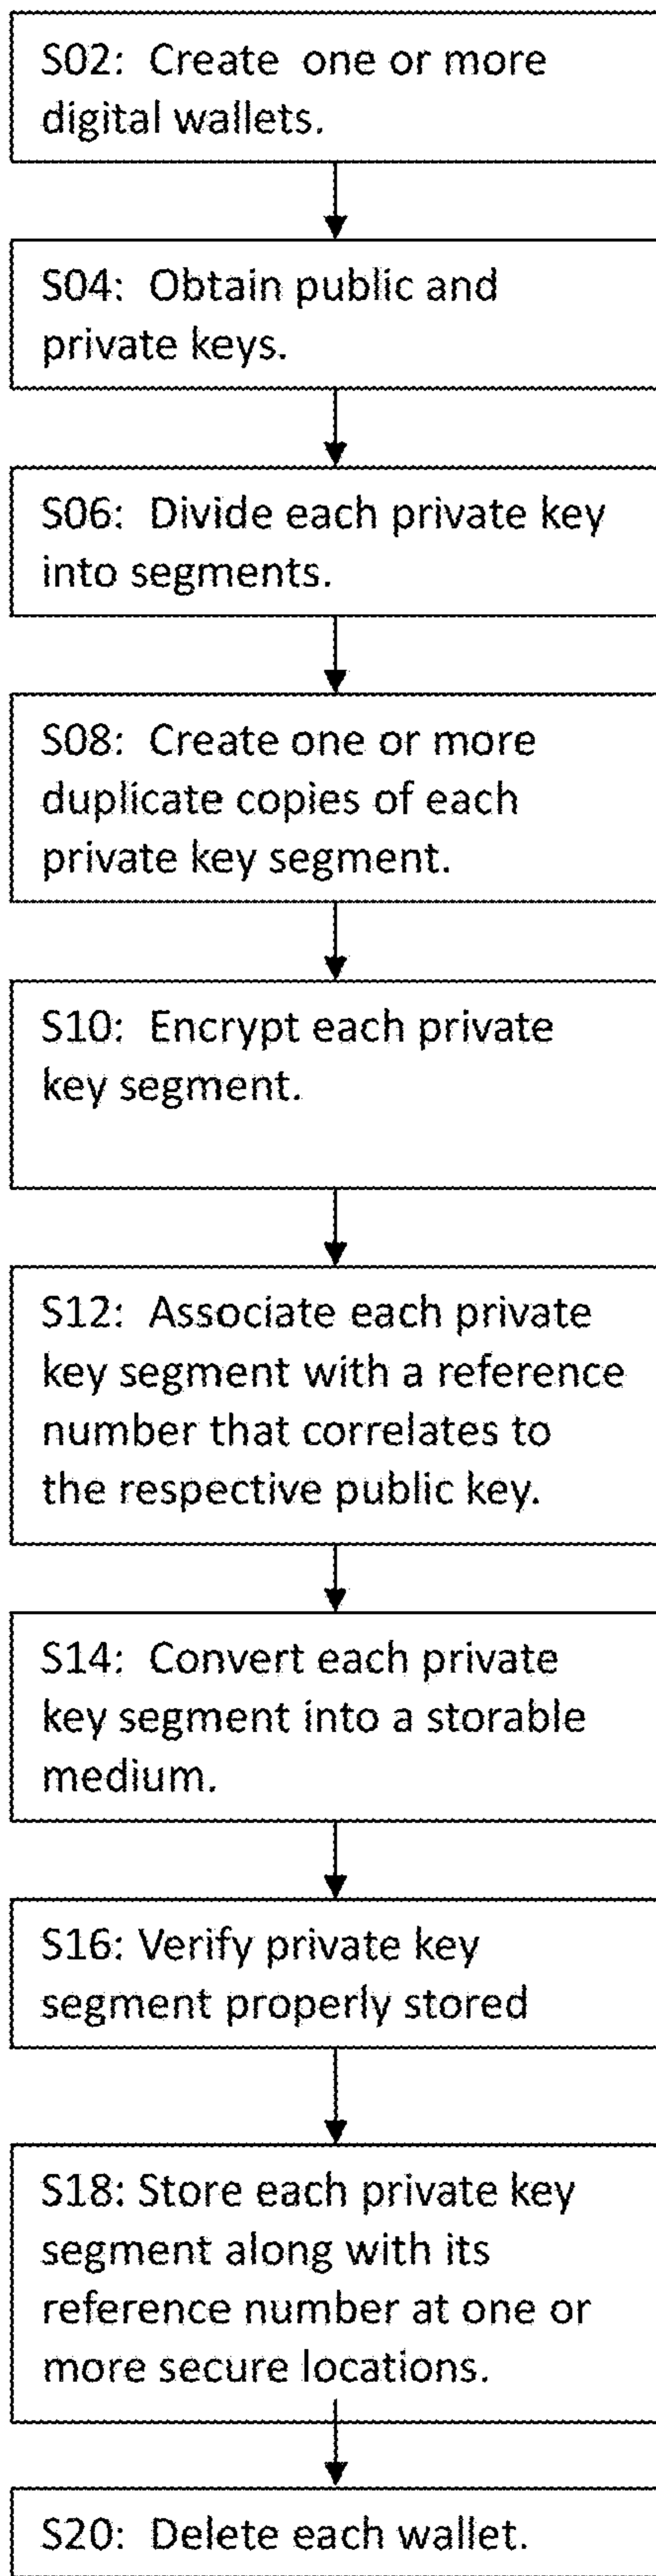 S02:  Create  one or more
digital wallets.
S04:  Obtain public and
private keys.
S06:  Divide each private key
into segments.
S08:  Create one or more
duplicate copies of each
private key segment.
S10:  Encrypt each private
key segment.
S12:  Associate each private
key segment with a reference
number that correlates to
the respective public key.
S14:  Convert each private
key segment into a storable
medium.
S16: Verify private key
segment properly stored
S18: Store each private key
segment along with its
reference number at one or
more secure locations.
S20:  Delete each wallet.